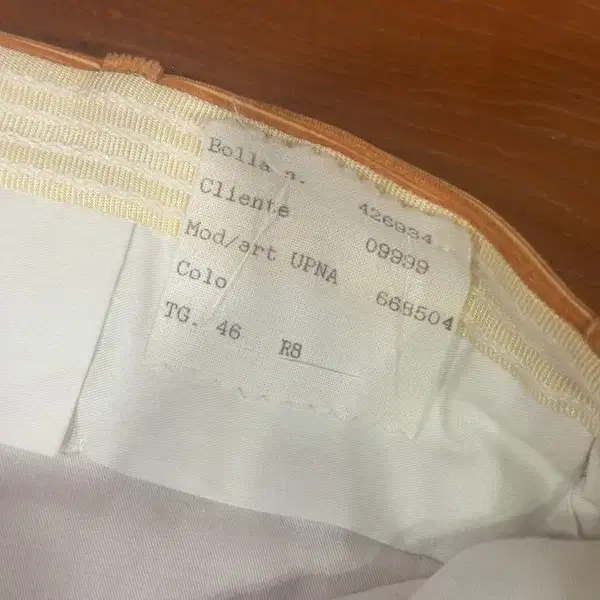 Bolla n. 426934
Cliente 09999
Mod/art UPNA 668504
Colo
TG. 46 R8